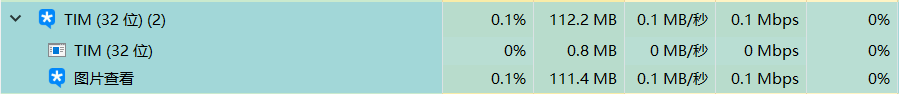 TIM (32 位) (2) 0.1% 112.2 MB 0.1 MB/秒 0.1 Mbps 0%
TIM (32 位) 0% 0.8 MB 0 MB/秒 0 Mbps 0%
图片查看 0.1% 111.4 MB 0.1 MB/秒 0.1 Mbps 0%